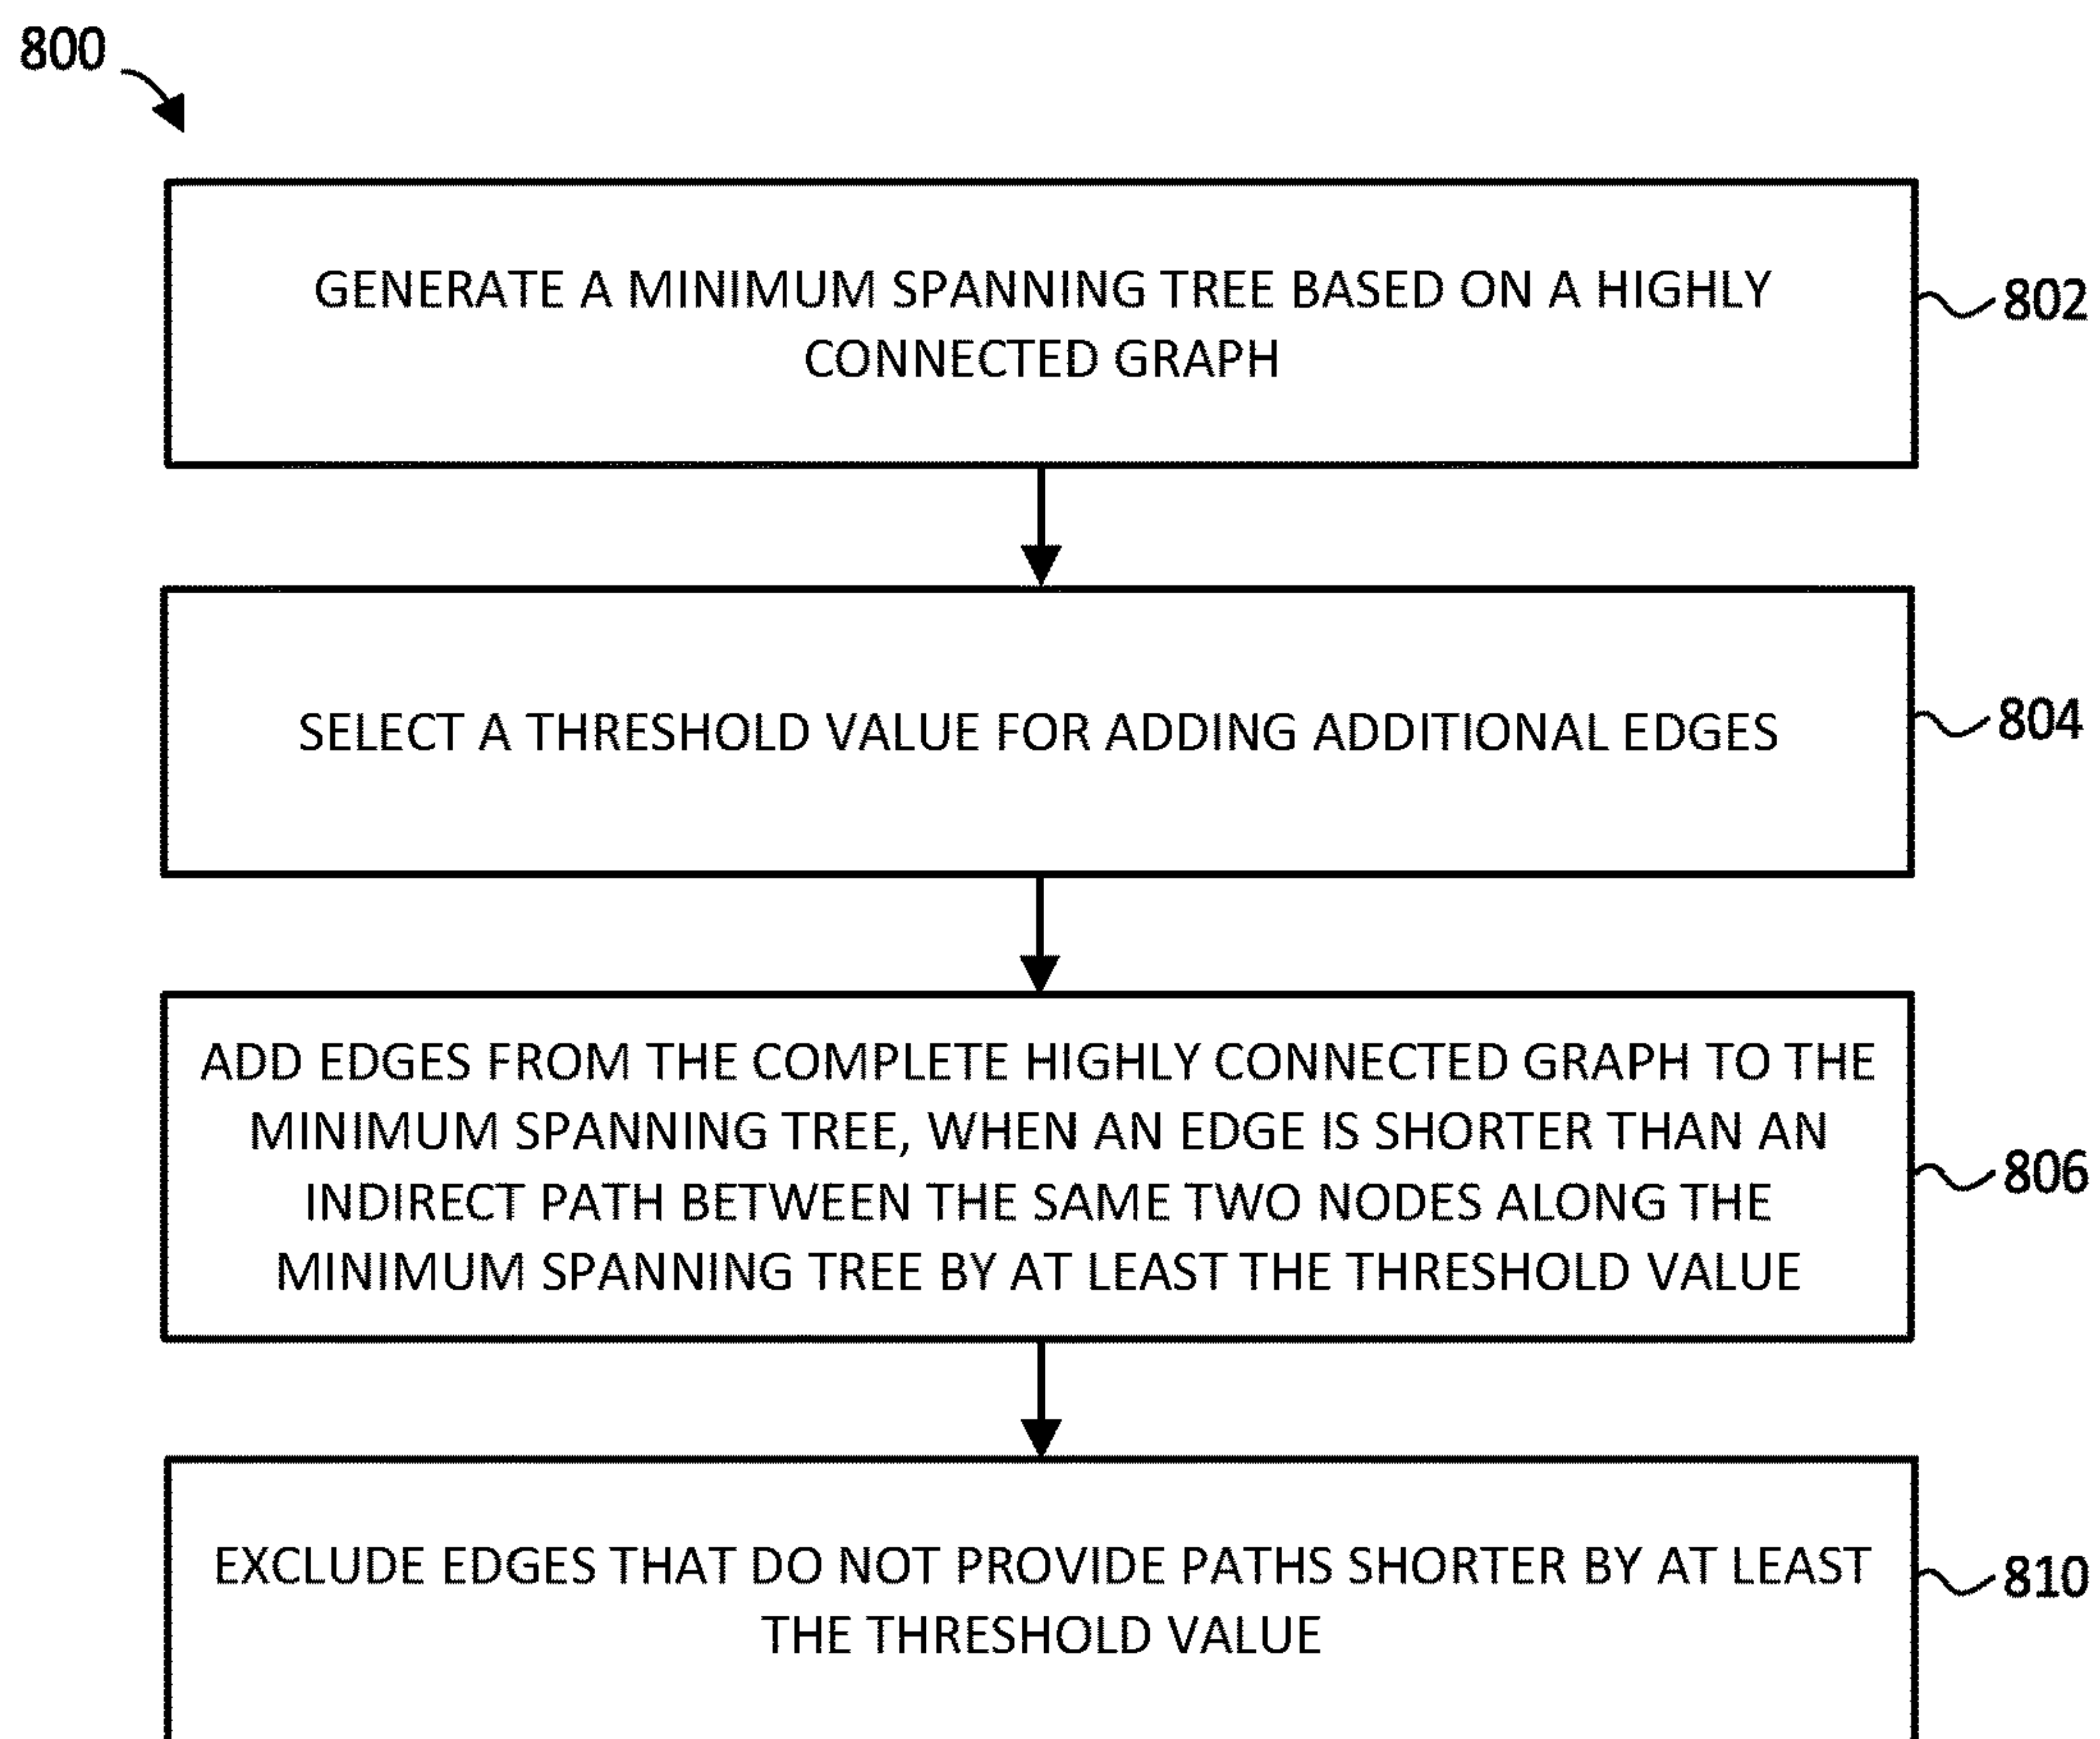 800
GENERATE A MINIMUM SPANNING TREE BASED ON A HIGHLY
CONNECTED GRAPH
802
SELECT A THRESHOLD VALUE FOR ADDING ADDITIONAL EDGES
804
ADD EDGES FROM THE COMPLETE HIGHLY CONNECTED GRAPH TO THE
MINIMUM SPANNING TREE, WHEN AN EDGE IS SHORTER THAN AN
INDIRECT PATH BETWEEN THE SAME TWO NODES ALONG THE
MINIMUM SPANNING TREE BY AT LEAST THE THRESHOLD VALUE
806
EXCLUDE EDGES THAT DO NOT PROVIDE PATHS SHORTER BY AT LEAST
THE THRESHOLD VALUE
810